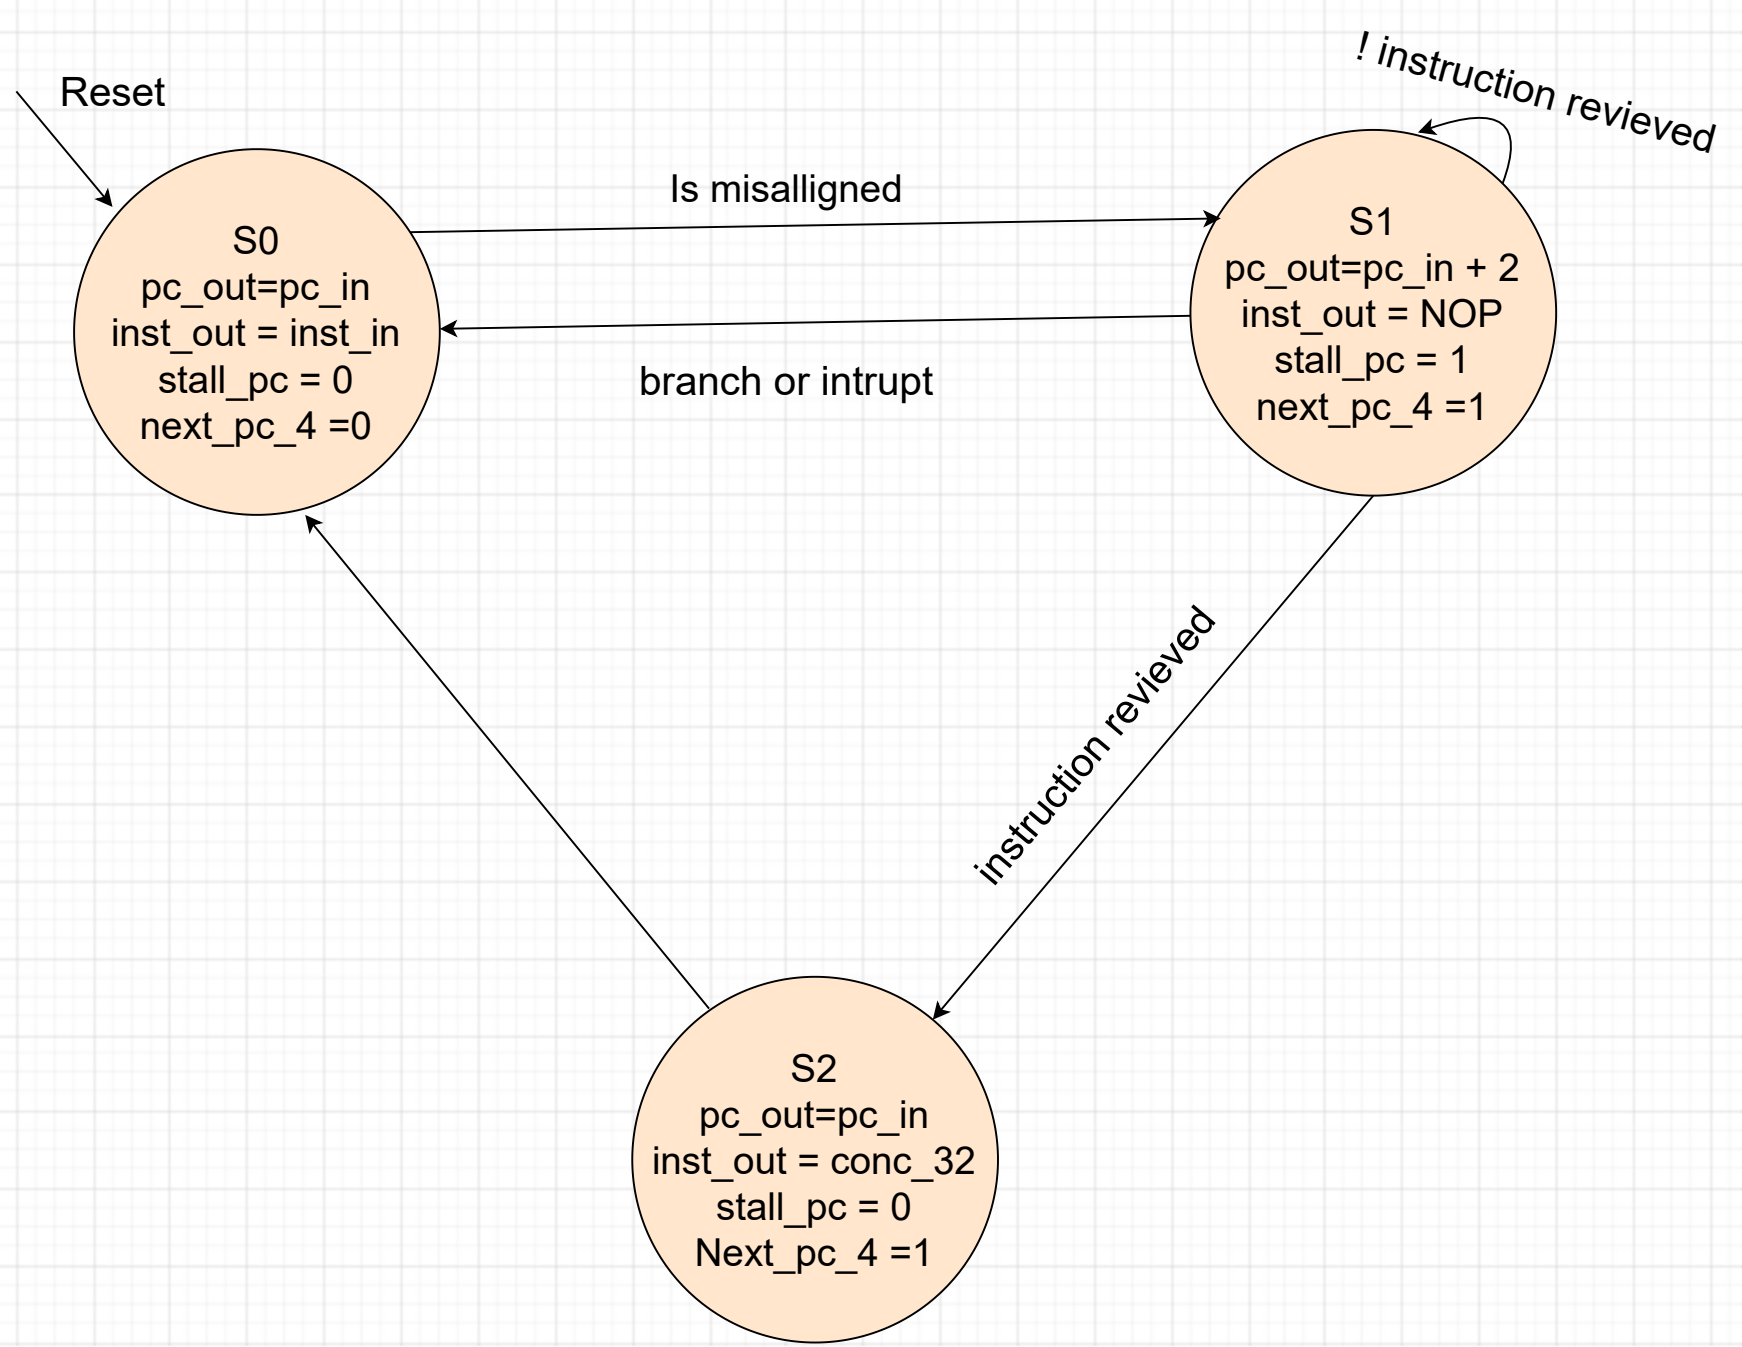 Reset
! instruction revieved
Is misalligned
S0
pc_out=pc_in
inst_out = inst_in
stall_pc = 0
next_pc_4 =0
S1
pc_out=pc_in + 2
inst_out = NOP
stall_pc = 1
next_pc_4 =1
branch or intrupt
instruction revieved
S2
pc_out=pc_in
inst_out = conc_32
stall_pc = 0
Next_pc_4 =1